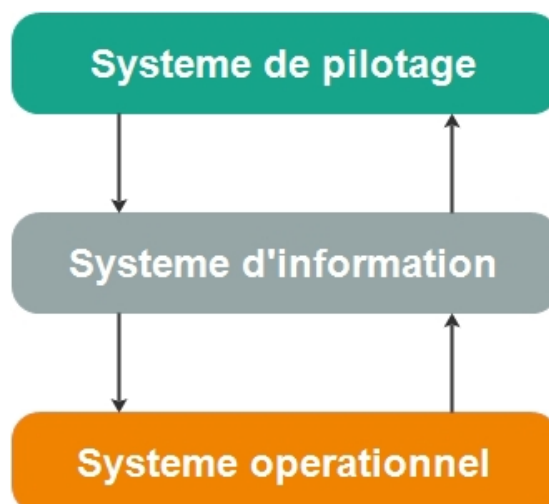 Systeme de pilotage
Systeme d'information
Systeme operationnel